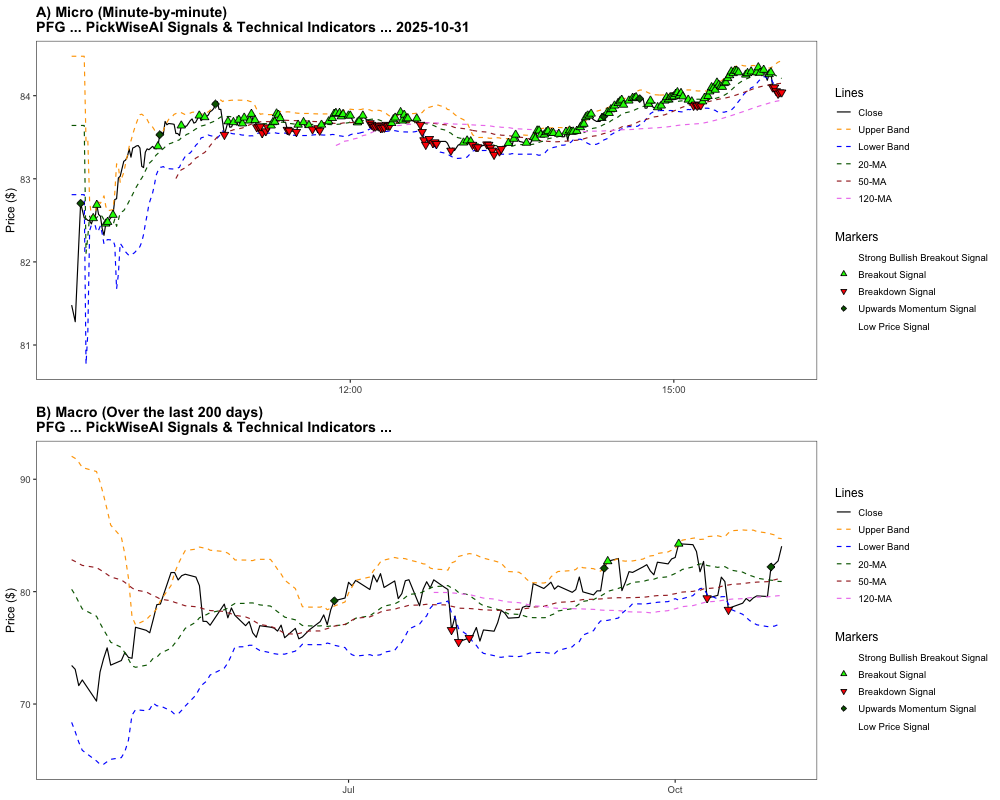 A) Micro (Minute-by-minute)
PFG ... PickWiseAI Signals & Technical Indicators ... 2025-10-31
Price ($)
84
83
82
81
12:00
15:00
Lines
Close
Upper Band
Lower Band
20-MA
50-MA
120-MA
Markers
Strong Bullish Breakout Signal
Breakout Signal
Breakdown Signal
Upwards Momentum Signal
Low Price Signal
B) Macro (Over the last 200 days)
PFG ... PickWiseAI Signals & Technical Indicators ...
Price ($)
90
80
70
Jul
Oct
Lines
Close
Upper Band
Lower Band
20-MA
50-MA
120-MA
Markers
Strong Bullish Breakout Signal
Breakout Signal
Breakdown Signal
Upwards Momentum Signal
Low Price Signal